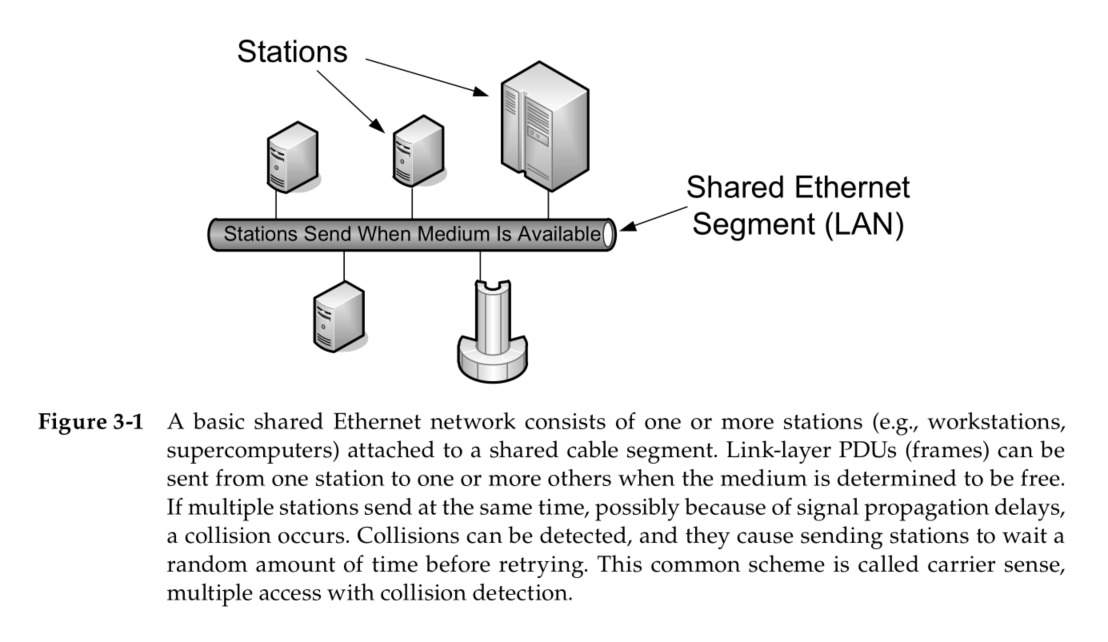 Stations
Shared Ethernet
Segment (LAN)
Stations Send When Medium Is Available
Figure 3-1 A basic shared Ethernet network consists of one or more stations (e.g., workstations,
supercomputers) attached to a shared cable segment. Link-layer PDUs (frames) can be
sent from one station to one or more others when the medium is determined to be free.
If multiple stations send at the same time, possibly because of signal propagation delays,
a collision occurs. Collisions can be detected, and they cause sending stations to wait a
random amount of time before retrying. This common scheme is called carrier sense,
multiple access with collision detection.